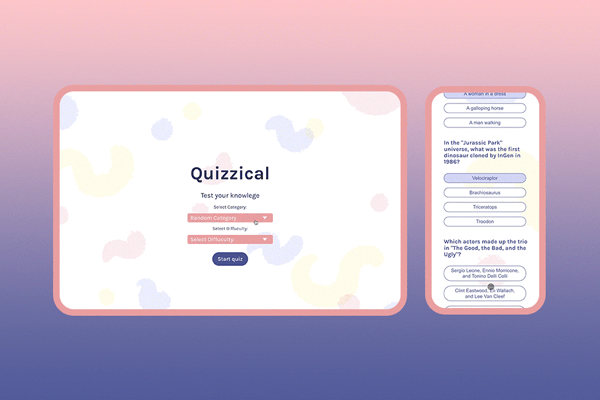 Quizzical
Test your knowlege
Select Category:
Random Category
Select Diffuculty:
Select Diffuculty
Start quiz
A woman in a dress
A galloping horse
A man walking
In the "Jurassic Park"
universe, what was the first
dinosaur cloned by InGen in
1986?
Velociraptor
Brachiosaurus
Triceratops
Troodon
Which actors made up the trio
in "The Good, the Bad, and the
Ugly"?
Sergio Leone, Ennio Morricone,
and Tonino Delli Colli
Clint Eastwood, Eli Wallach,
and Lee Van Cleef